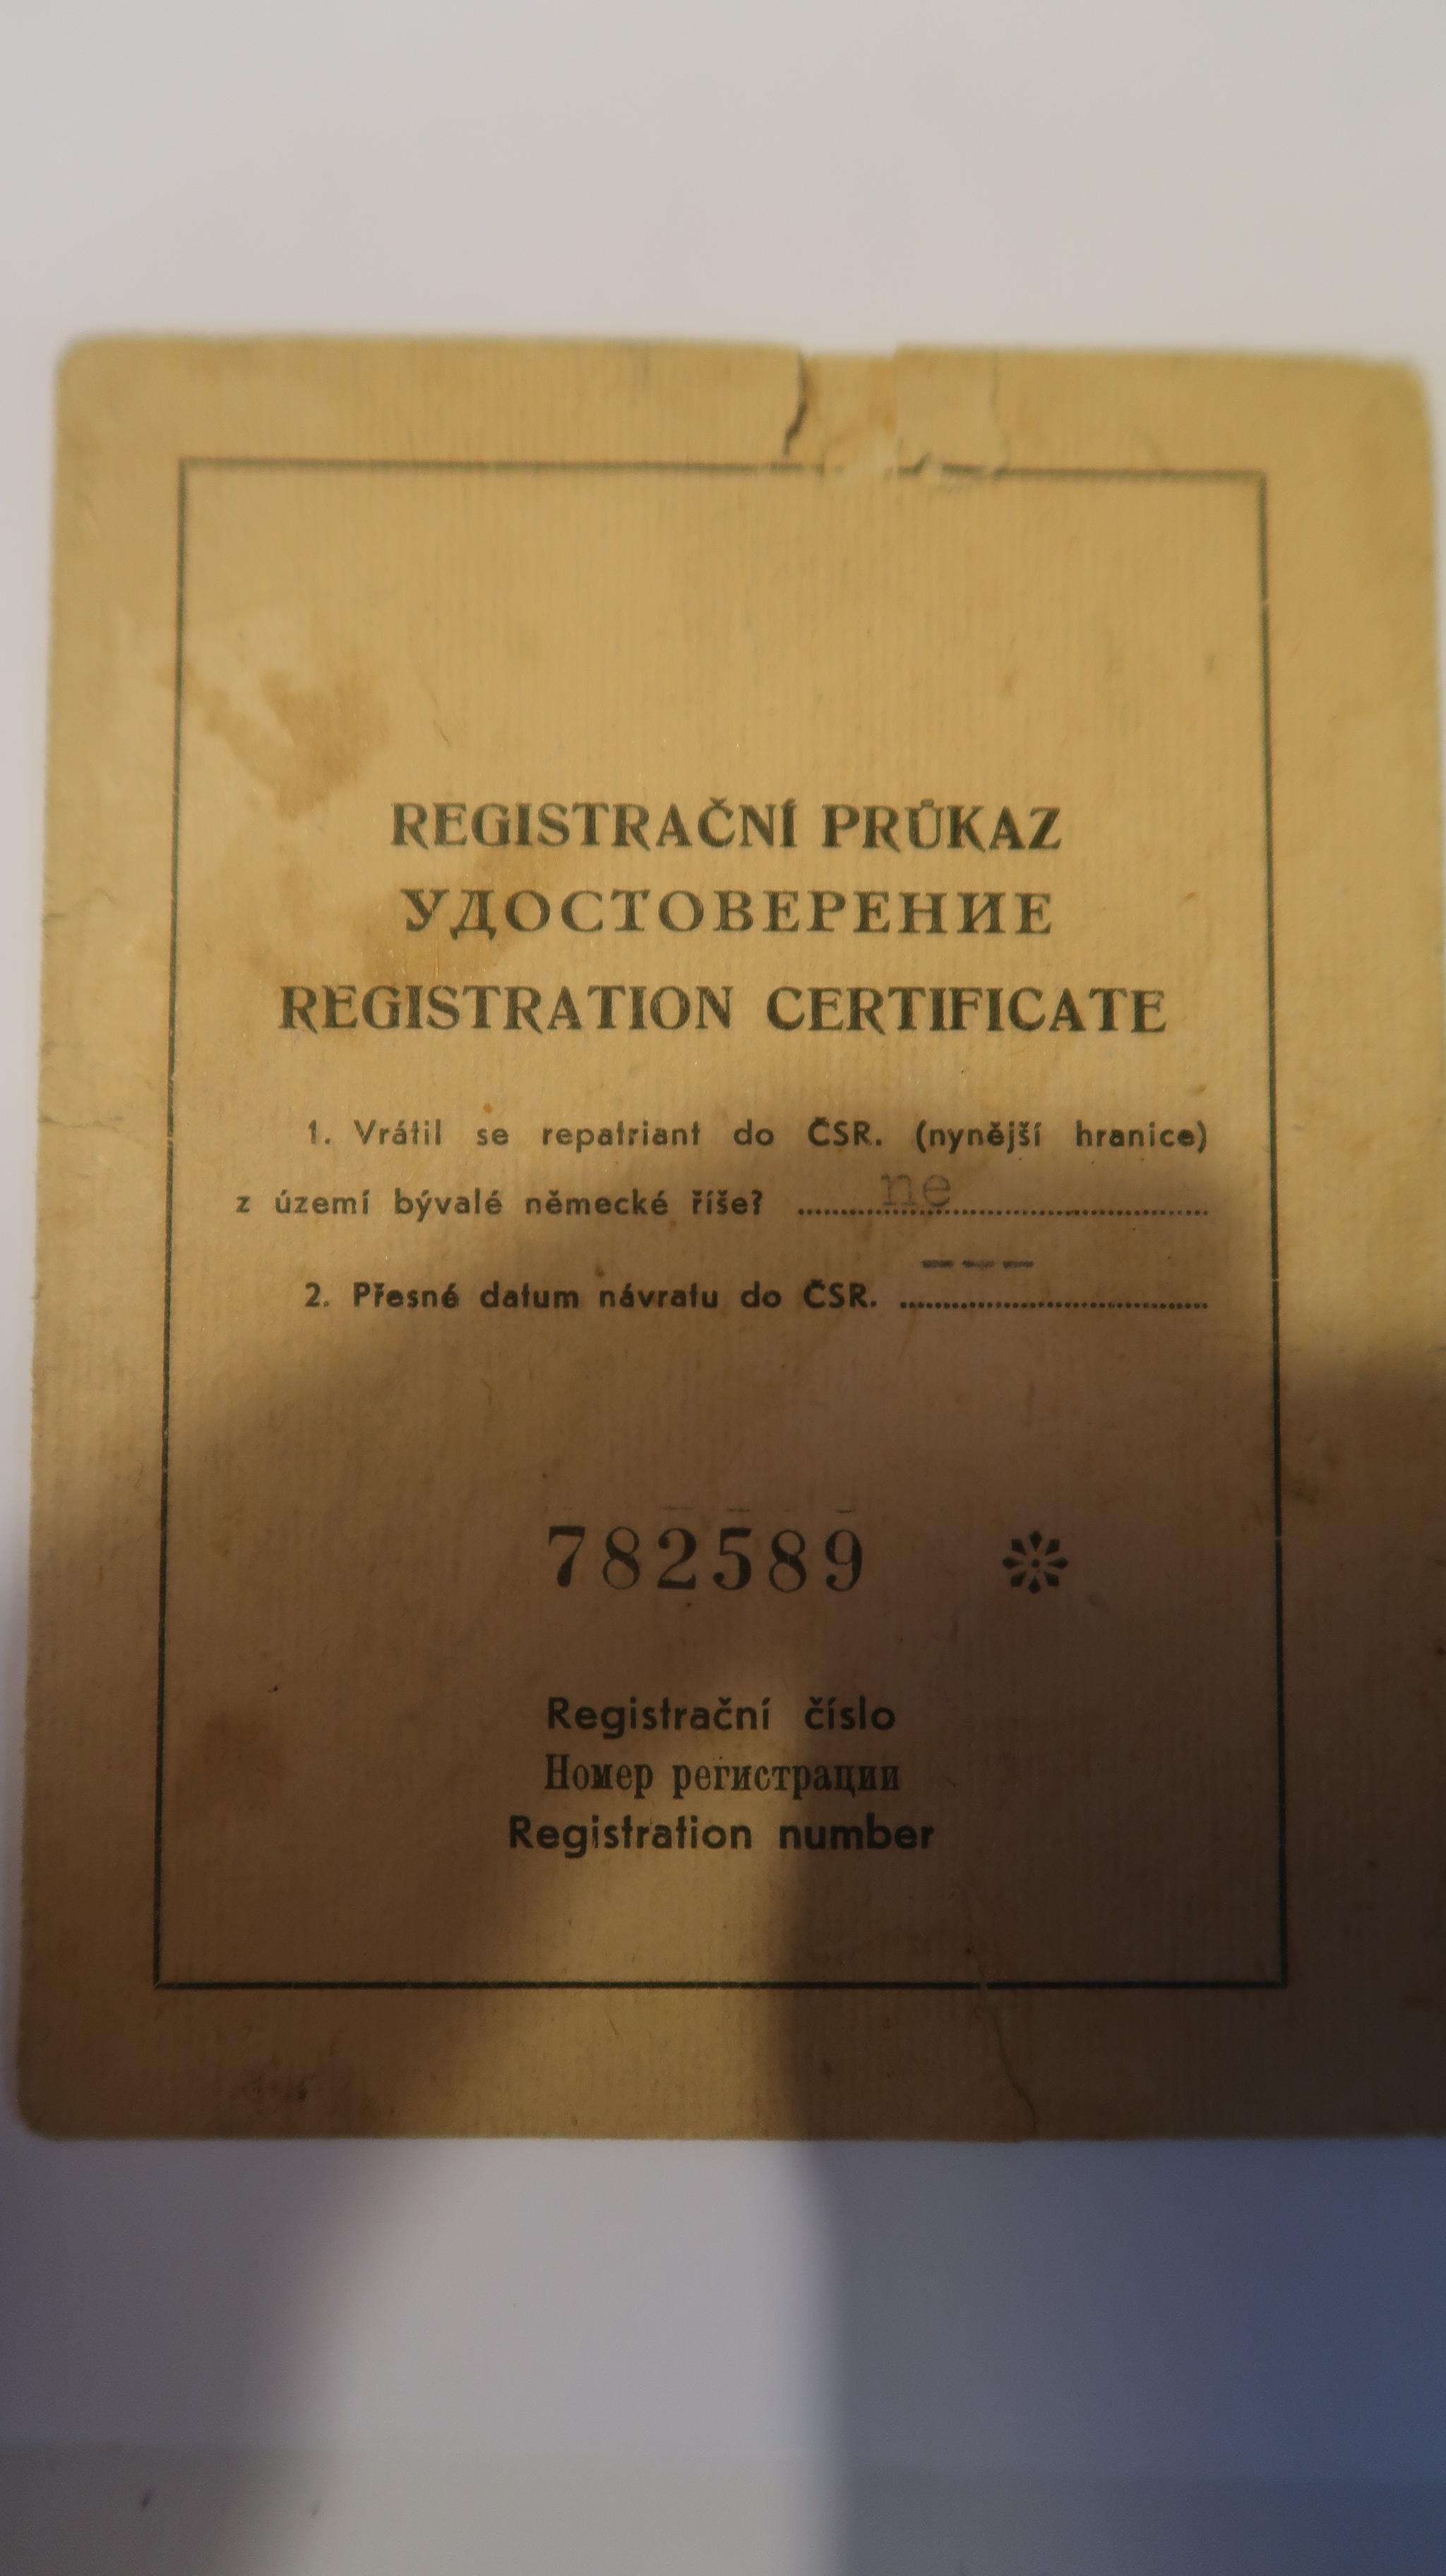 REGISTRAČNÍ PRŮKAZ
УДОСТОВЕРЕНИЕ
REGISTRATION CERTIFICATE
1. Vrátil se repatriant do ČSR. (nynější hranice)
z území bývalé německé říše? ne
2. Přesné datum návratu do ČSR. ---
782589 *
Registrační číslo
Номер регистрации
Registration number